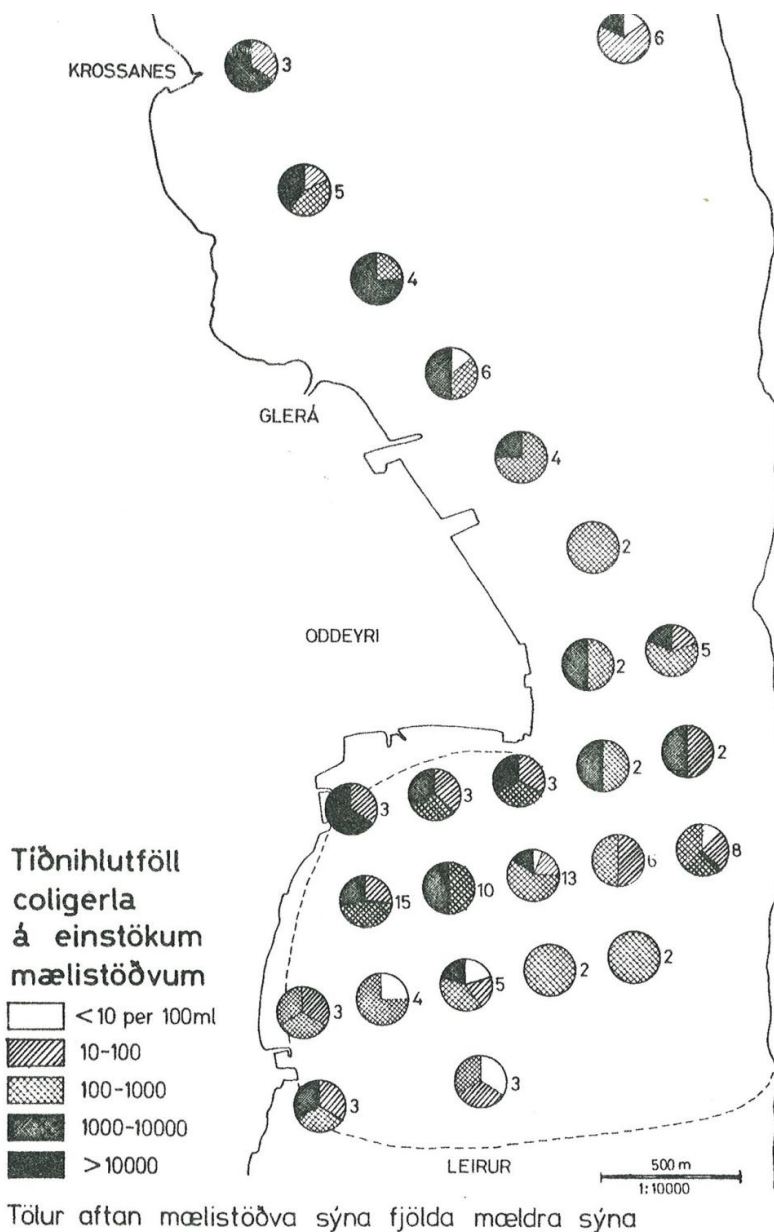 KROSSANES
3
6
5
4
6
GLERÁ
4
2
ODDEYRI
2
5
3
3
3
2
2
15
10
13
6
8
3
4
5
2
2
3
3
Tíðnihlutföll
coligerla
á einstökum
mælistöðvum
< 10 per 100ml
10-100
100-1000
1000-10000
>10000
LEIRUR
500 m
1:10000
Tölur aftan mælistöðva sýna fjölda mældra sýna